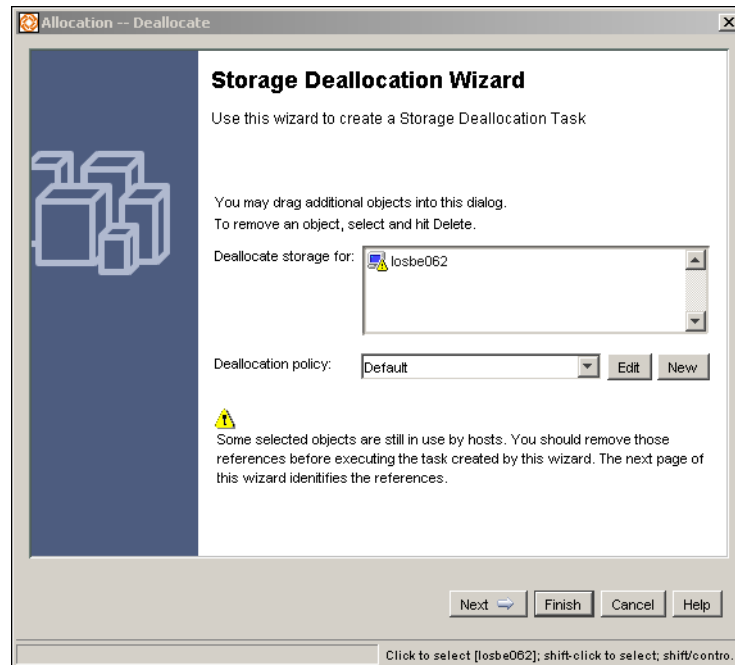 Allocation -- Deallocate
Storage Deallocation Wizard
Use this wizard to create a Storage Deallocation Task
You may drag additional objects into this dialog.
To remove an object, select and hit Delete.
Deallocate storage for:
losbe062
Deallocation policy:
Default
Edit
New
Some selected objects are still in use by hosts. You should remove those
references before executing the task created by this wizard. The next page of
this wizard idenitifies the references.
Next
Finish
Cancel
Help
Click to select [losbe062]; shift-click to select; shift/contro.